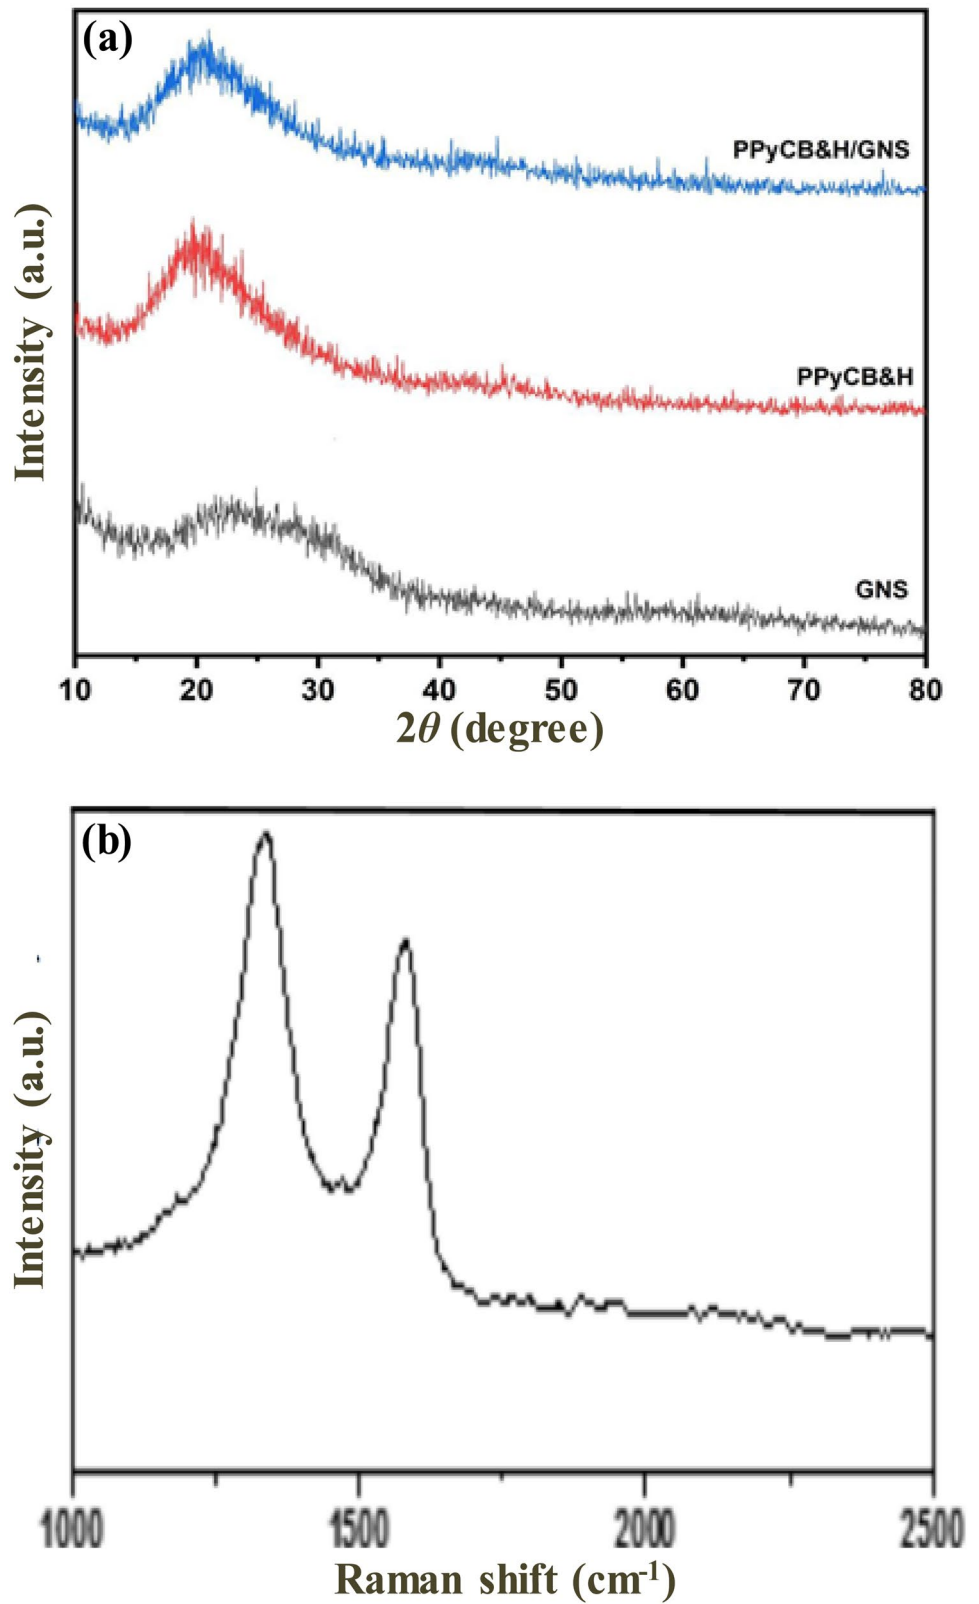 (a)
PPyCB&H/GNS
PPyCB&H
GNS
Intensity (a.u.)
10 20 30 40 50 60 70 80
2θ (degree)
(b)
Intensity (a.u.)
1000 1500 2000 2500
Raman shift (cm-1)